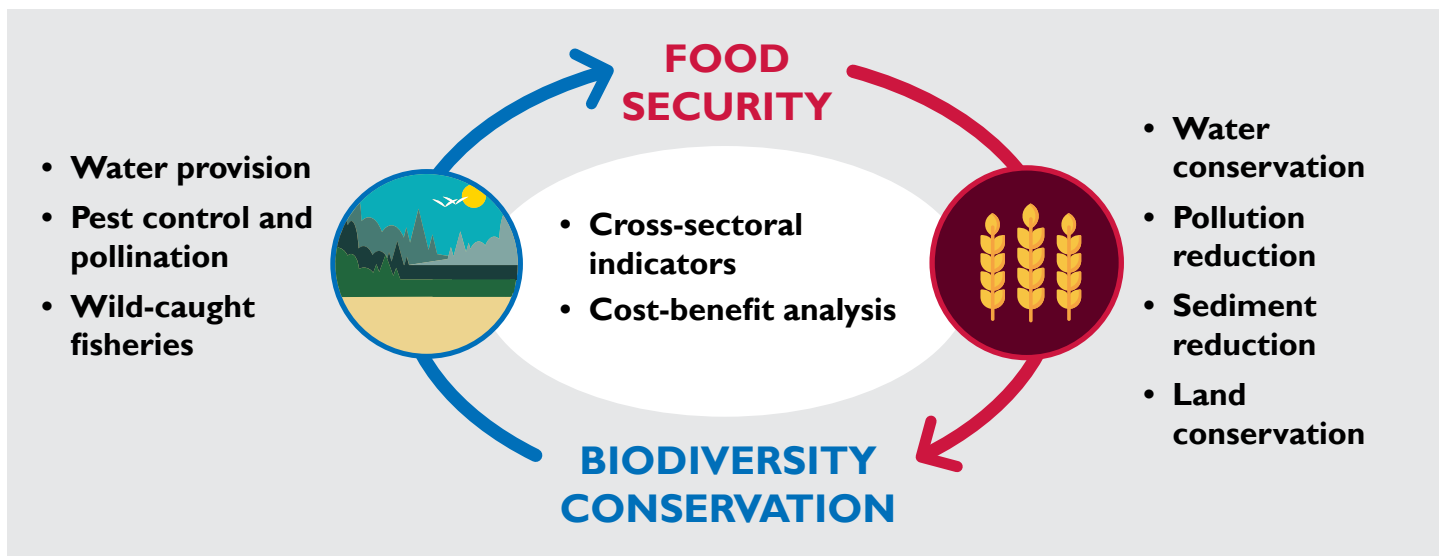 FOOD
SECURITY
• Water provision
• Pest control and
pollination
• Wild-caught
fisheries
• Cross-sectoral
indicators
• Cost-benefit analysis
• Water
conservation
• Pollution
reduction
• Sediment
reduction
• Land
conservation
BIODIVERSITY
CONSERVATION